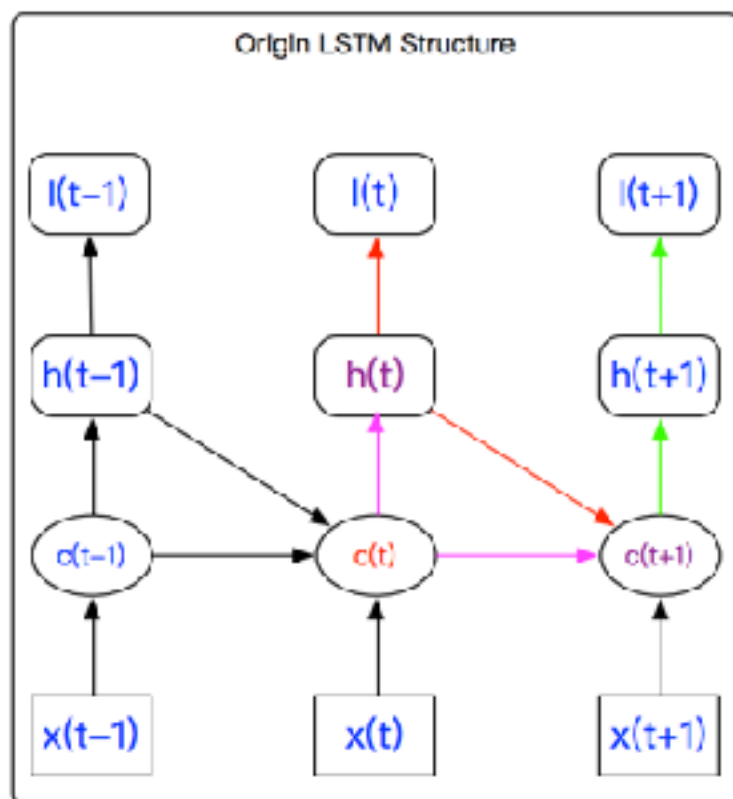 Origin LSTM Structure
l(t−1) l(t) l(t+1)
h(t−1) h(t) h(t+1)
c(t−1) c(t) c(t+1)
x(t−1) x(t) x(t+1)